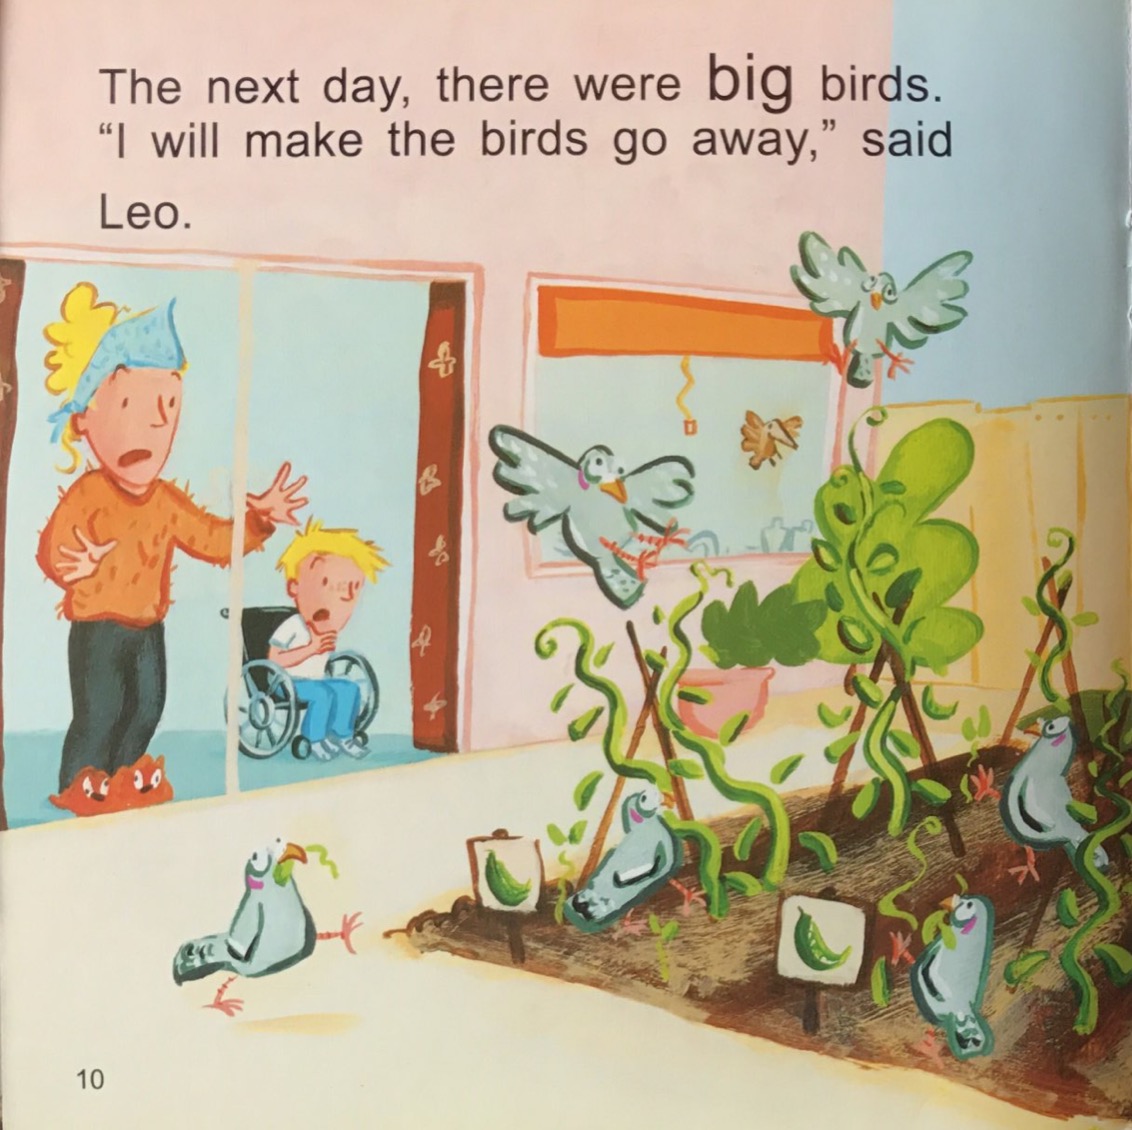 The next day, there were big birds.
“I will make the birds go away,” said
Leo.
10